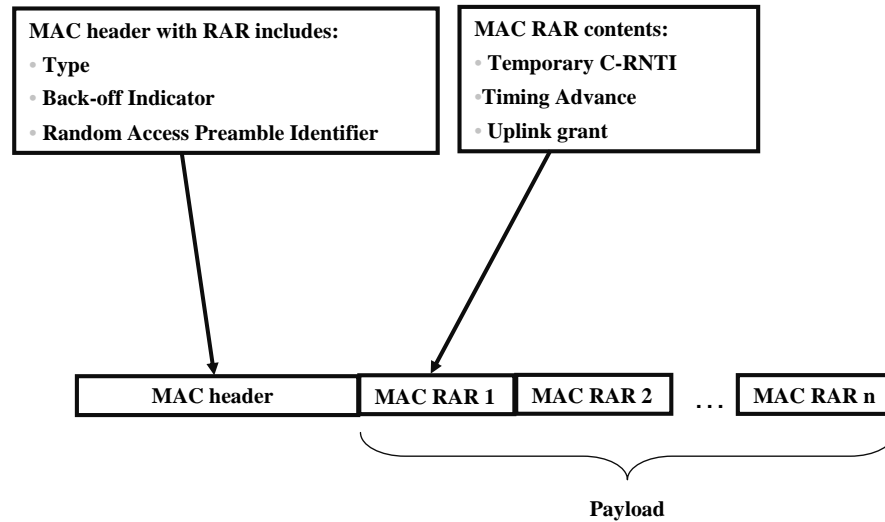 MAC header with RAR includes:
• Type
• Back-off Indicator
• Random Access Preamble Identifier
MAC RAR contents:
• Temporary C-RNTI
•Timing Advance
• Uplink grant
MAC header
MAC RAR 1
MAC RAR 2
...
MAC RAR n
Payload